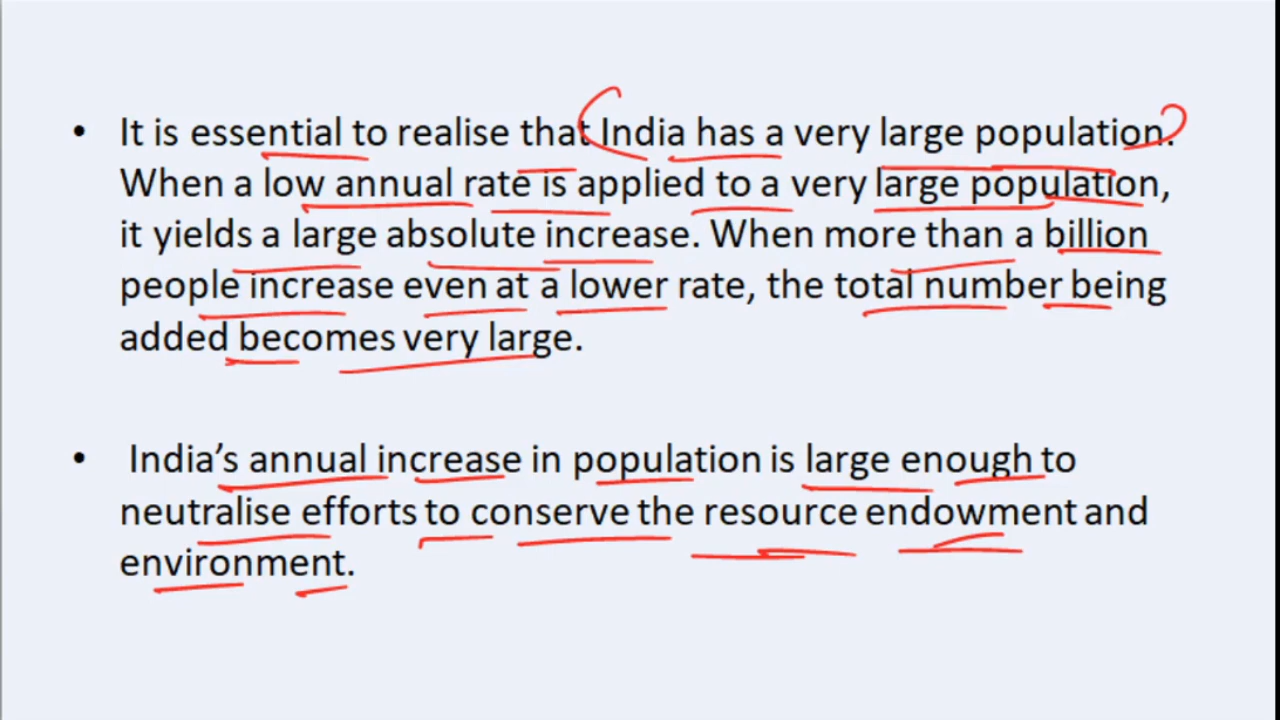 • It is essential to realise that India has a very large population.
When a low annual rate is applied to a very large population,
it yields a large absolute increase. When more than a billion
people increase even at a lower rate, the total number being
added becomes very large.
• India’s annual increase in population is large enough to
neutralise efforts to conserve the resource endowment and
environment.